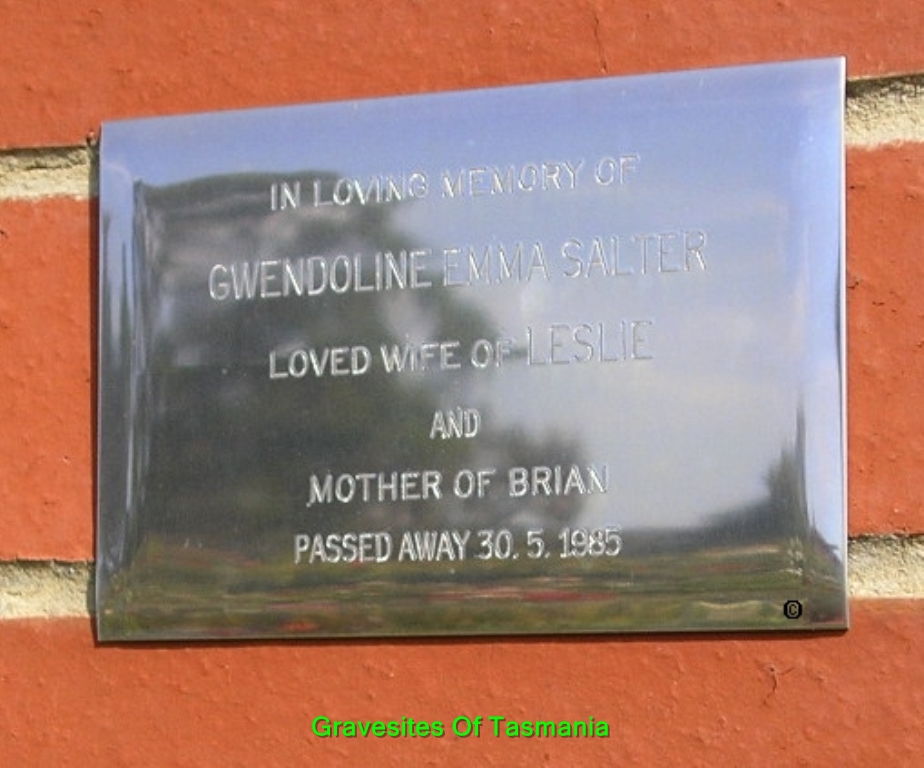 IN LOVING MEMORY OF
GWENDOLINE EMMA SALTER
LOVED WIFE OF LESLIE
AND
MOTHER OF BRIAN
PASSED AWAY 30. 5. 1985
©
Gravesites Of Tasmania